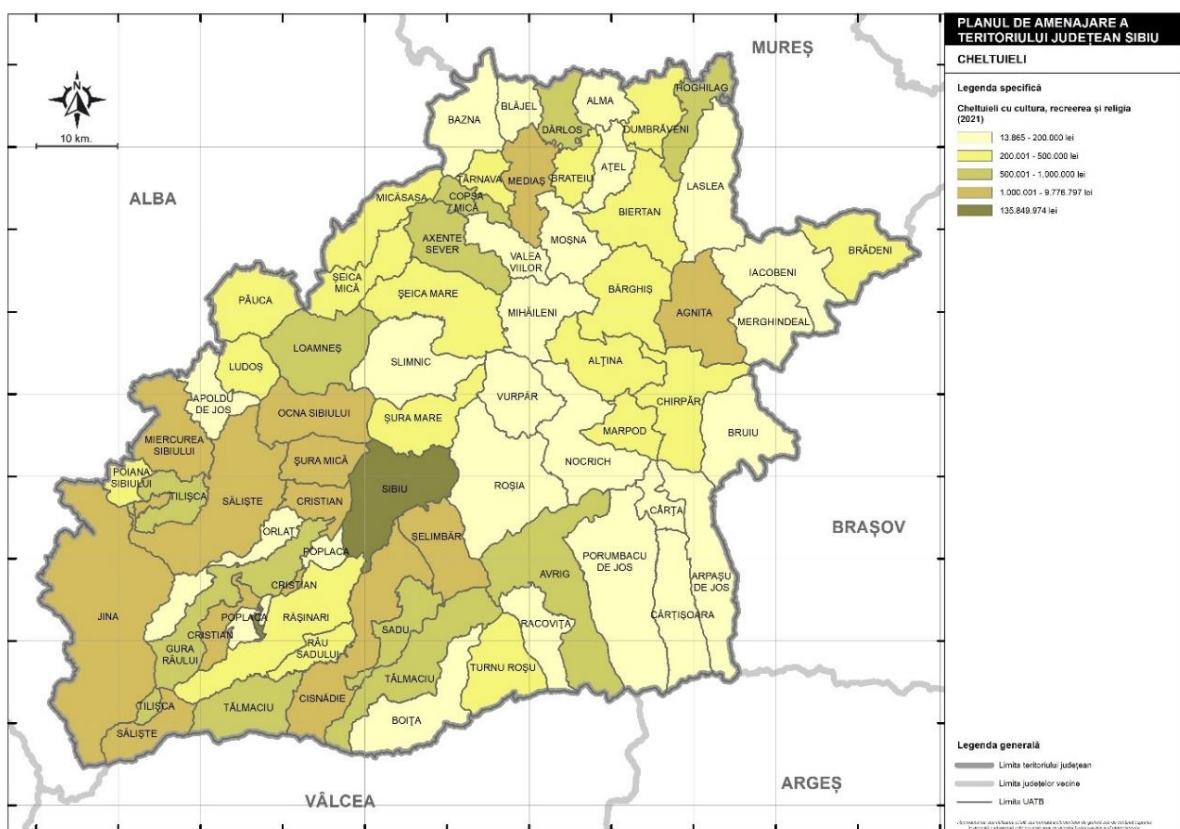 PLANUL DE AMENAJARE A
TERITORIULUI JUDEȚEAN SIBIU
CHELTUIELI
Legenda specifică
Cheltuieli cu cultura, recreerea și religia
(2021)
13.865 - 200.000 lei
200.001 - 500.000 lei
500.001 - 1.000.000 lei
1.000.001 - 9.776.797 lei
135.849.974 lei
N
10 km.
MUREȘ
ALBA
BRAȘOV
ARGEȘ
VÂLCEA
HOGHILAG
BLĂJEL
ALMA
BAZNA
DÂRLOS
DUMBRĂVENI
AȚEL
TÂRNAVA
MEDIAȘ
BRATEIU
LASLEA
MICĂSASA
COPȘA
MICĂ
BIERTAN
AXENTE
SEVER
MOȘNA
VALEA
VIILOR
BRĂDENI
IACOBENI
ȘEICA
MICĂ
ȘEICA MARE
BÂRGHIȘ
PĂUCA
MIHĂILENI
AGNITA
MERGHINDEAL
LOAMNEȘ
SLIMNIC
LUDOȘ
ALȚINA
APOLDU
DE JOS
VURPĂR
CHIRPĂR
OCNA SIBIULUI
ȘURA MARE
MARPOD
BRUIU
MIERCUREA
SIBIULUI
ȘURA MICĂ
NOCRICH
POIANA
SIBIULUI
TILIȘCA
SĂLIȘTE
CRISTIAN
SIBIU
ROȘIA
CÂRȚA
ORLAT
ȘELIMBĂR
POPLACA
PORUMBACU
DE JOS
AVRIG
ARPAȘU
DE JOS
CRISTIAN
JINA
POPLACA
RĂȘINARI
CÂRȚIȘOARA
RACOVIȚA
SADU
CRISTIAN
GURA
RÂULUI
RÂU
SADULUI
TURNU ROȘU
TĂLMACIU
CISNĂDIE
TILIȘCA
TĂLMACIU
BOIȚA
SĂLIȘTE
Legenda generală
Limita teritoriului județean
Limita județelor vecine
Limita UATB